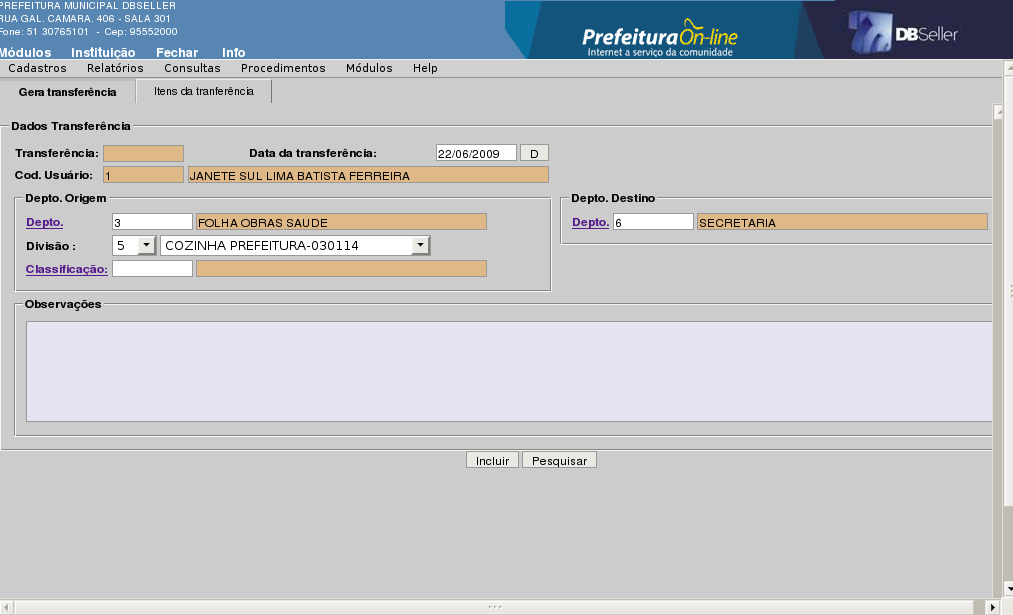 PREFEITURA MUNICIPAL DBSELLER
RUA GAL. CAMARA. 406 - SALA 301
Fone: 51 30765101 - Cep: 95552000
Módulos Instituição Fechar Info
Prefeitura On-line
Internet a serviço da comunidade
DBSeller
Cadastros Relatórios Consultas Procedimentos Módulos Help
Gera transferência Itens da tranferência
Dados Transferência
Transferência: Data da transferência: 22/06/2009 D
Cod. Usuário: 1 JANETE SUL LIMA BATISTA FERREIRA
Depto. Origem Depto. Destino
Depto. 3 FOLHA OBRAS SAUDE Depto. 6 SECRETARIA
Divisão : 5 COZINHA PREFEITURA-030114
Classificação:
Observações
Incluir Pesquisar